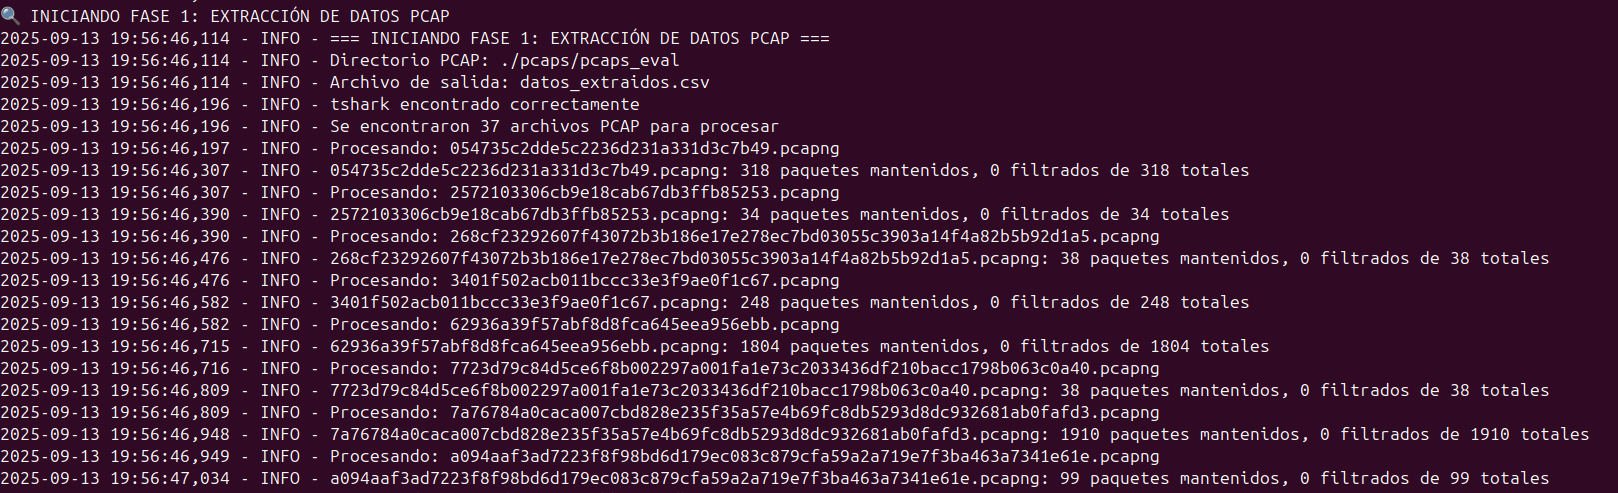 🔍 INICIANDO FASE 1: EXTRACCIÓN DE DATOS PCAP
2025-09-13 19:56:46,114 - INFO - === INICIANDO FASE 1: EXTRACCIÓN DE DATOS PCAP ===
2025-09-13 19:56:46,114 - INFO - Directorio PCAP: ./pcaps/pcaps_eval
2025-09-13 19:56:46,114 - INFO - Archivo de salida: datos_extraidos.csv
2025-09-13 19:56:46,196 - INFO - tshark encontrado correctamente
2025-09-13 19:56:46,196 - INFO - Se encontraron 37 archivos PCAP para procesar
2025-09-13 19:56:46,197 - INFO - Procesando: 054735c2dde5c2236d231a331d3c7b49.pcapng
2025-09-13 19:56:46,307 - INFO - 054735c2dde5c2236d231a331d3c7b49.pcapng: 318 paquetes mantenidos, 0 filtrados de 318 totales
2025-09-13 19:56:46,307 - INFO - Procesando: 2572103306cb9e18cab67db3ffb85253.pcapng
2025-09-13 19:56:46,390 - INFO - 2572103306cb9e18cab67db3ffb85253.pcapng: 34 paquetes mantenidos, 0 filtrados de 34 totales
2025-09-13 19:56:46,390 - INFO - Procesando: 268cf23292607f43072b3b186e17e278ec7bd03055c3903a14f4a82b5b92d1a5.pcapng
2025-09-13 19:56:46,476 - INFO - 268cf23292607f43072b3b186e17e278ec7bd03055c3903a14f4a82b5b92d1a5.pcapng: 38 paquetes mantenidos, 0 filtrados de 38 totales
2025-09-13 19:56:46,476 - INFO - Procesando: 3401f502acb011bccc33e3f9ae0f1c67.pcapng
2025-09-13 19:56:46,582 - INFO - 3401f502acb011bccc33e3f9ae0f1c67.pcapng: 248 paquetes mantenidos, 0 filtrados de 248 totales
2025-09-13 19:56:46,582 - INFO - Procesando: 62936a39f57abf8d8fca645eea956ebb.pcapng
2025-09-13 19:56:46,715 - INFO - 62936a39f57abf8d8fca645eea956ebb.pcapng: 1804 paquetes mantenidos, 0 filtrados de 1804 totales
2025-09-13 19:56:46,716 - INFO - Procesando: 7723d79c84d5ce6f8b002297a001fa1e73c2033436df210bacc1798b063c0a40.pcapng
2025-09-13 19:56:46,809 - INFO - 7723d79c84d5ce6f8b002297a001fa1e73c2033436df210bacc1798b063c0a40.pcapng: 38 paquetes mantenidos, 0 filtrados de 38 totales
2025-09-13 19:56:46,809 - INFO - Procesando: 7a76784a0caca007cbd828e235f35a57e4b69fc8db5293d8dc932681ab0fafd3.pcapng
2025-09-13 19:56:46,948 - INFO - 7a76784a0caca007cbd828e235f35a57e4b69fc8db5293d8dc932681ab0fafd3.pcapng: 1910 paquetes mantenidos, 0 filtrados de 1910 totales
2025-09-13 19:56:46,949 - INFO - Procesando: a094aaf3ad7223f8f98bd6d179ec083c879cfa59a2a719e7f3ba463a7341e61e.pcapng
2025-09-13 19:56:47,034 - INFO - a094aaf3ad7223f8f98bd6d179ec083c879cfa59a2a719e7f3ba463a7341e61e.pcapng: 99 paquetes mantenidos, 0 filtrados de 99 totales